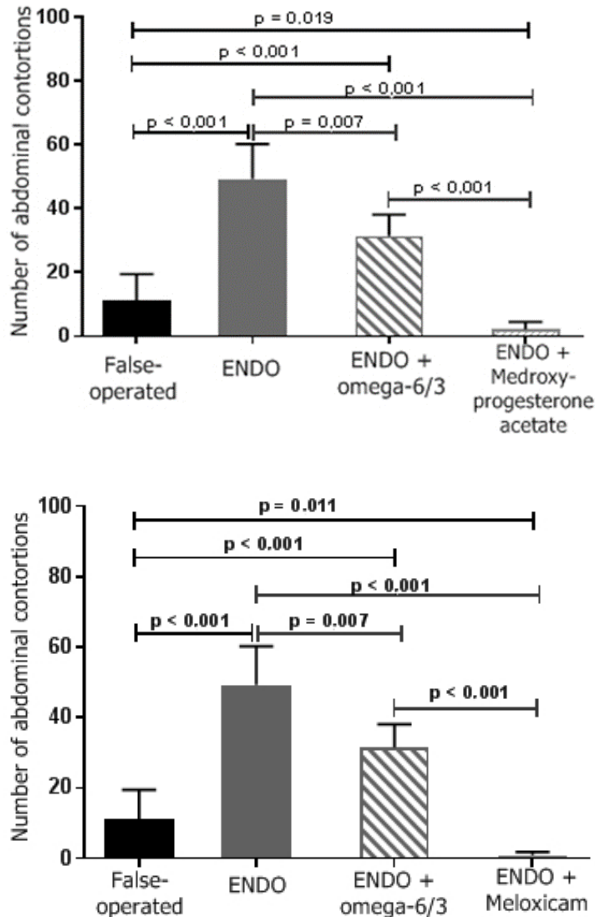 p = 0.019
100
p < 0.001
80
p < 0.001
p < 0.001
p = 0.007
60
p < 0.001
40
20
0
Number of abdominal contortions
False-
operated
ENDO
ENDO +
omega-6/3
ENDO +
Medroxy-
progesterone
acetate
100
p = 0.011
p < 0.001
80
p < 0.001
p < 0.001
p = 0.007
60
p < 0.001
40
20
0
Number of abdominal contortions
False-
operated
ENDO
ENDO +
omega-6/3
ENDO +
Meloxicam